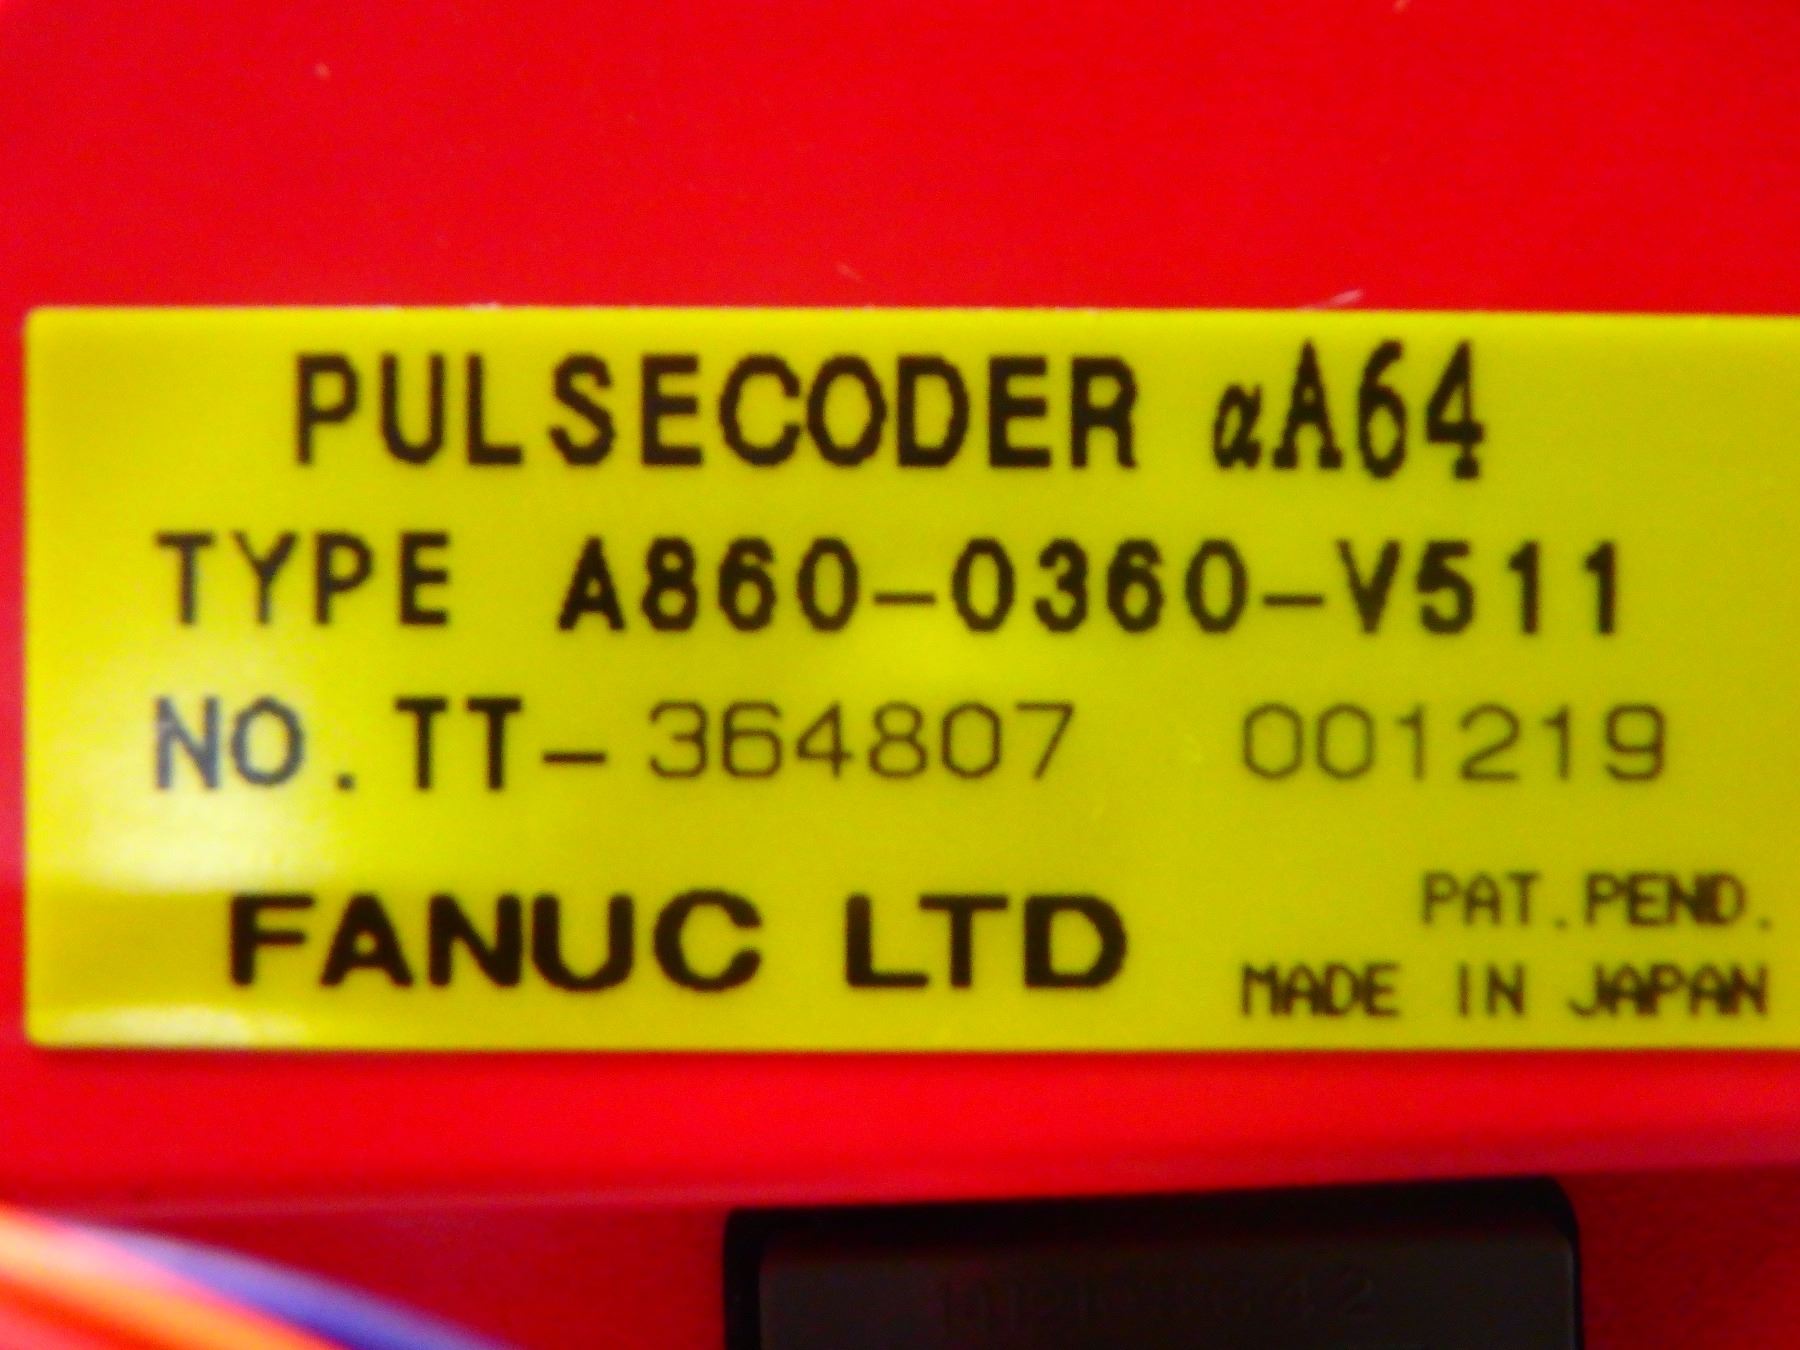 PULSECODER αA64
TYPE A860-0360-V511
NO. TT-364807 001219
FANUC LTD
PAT. PEND.
MADE IN JAPAN